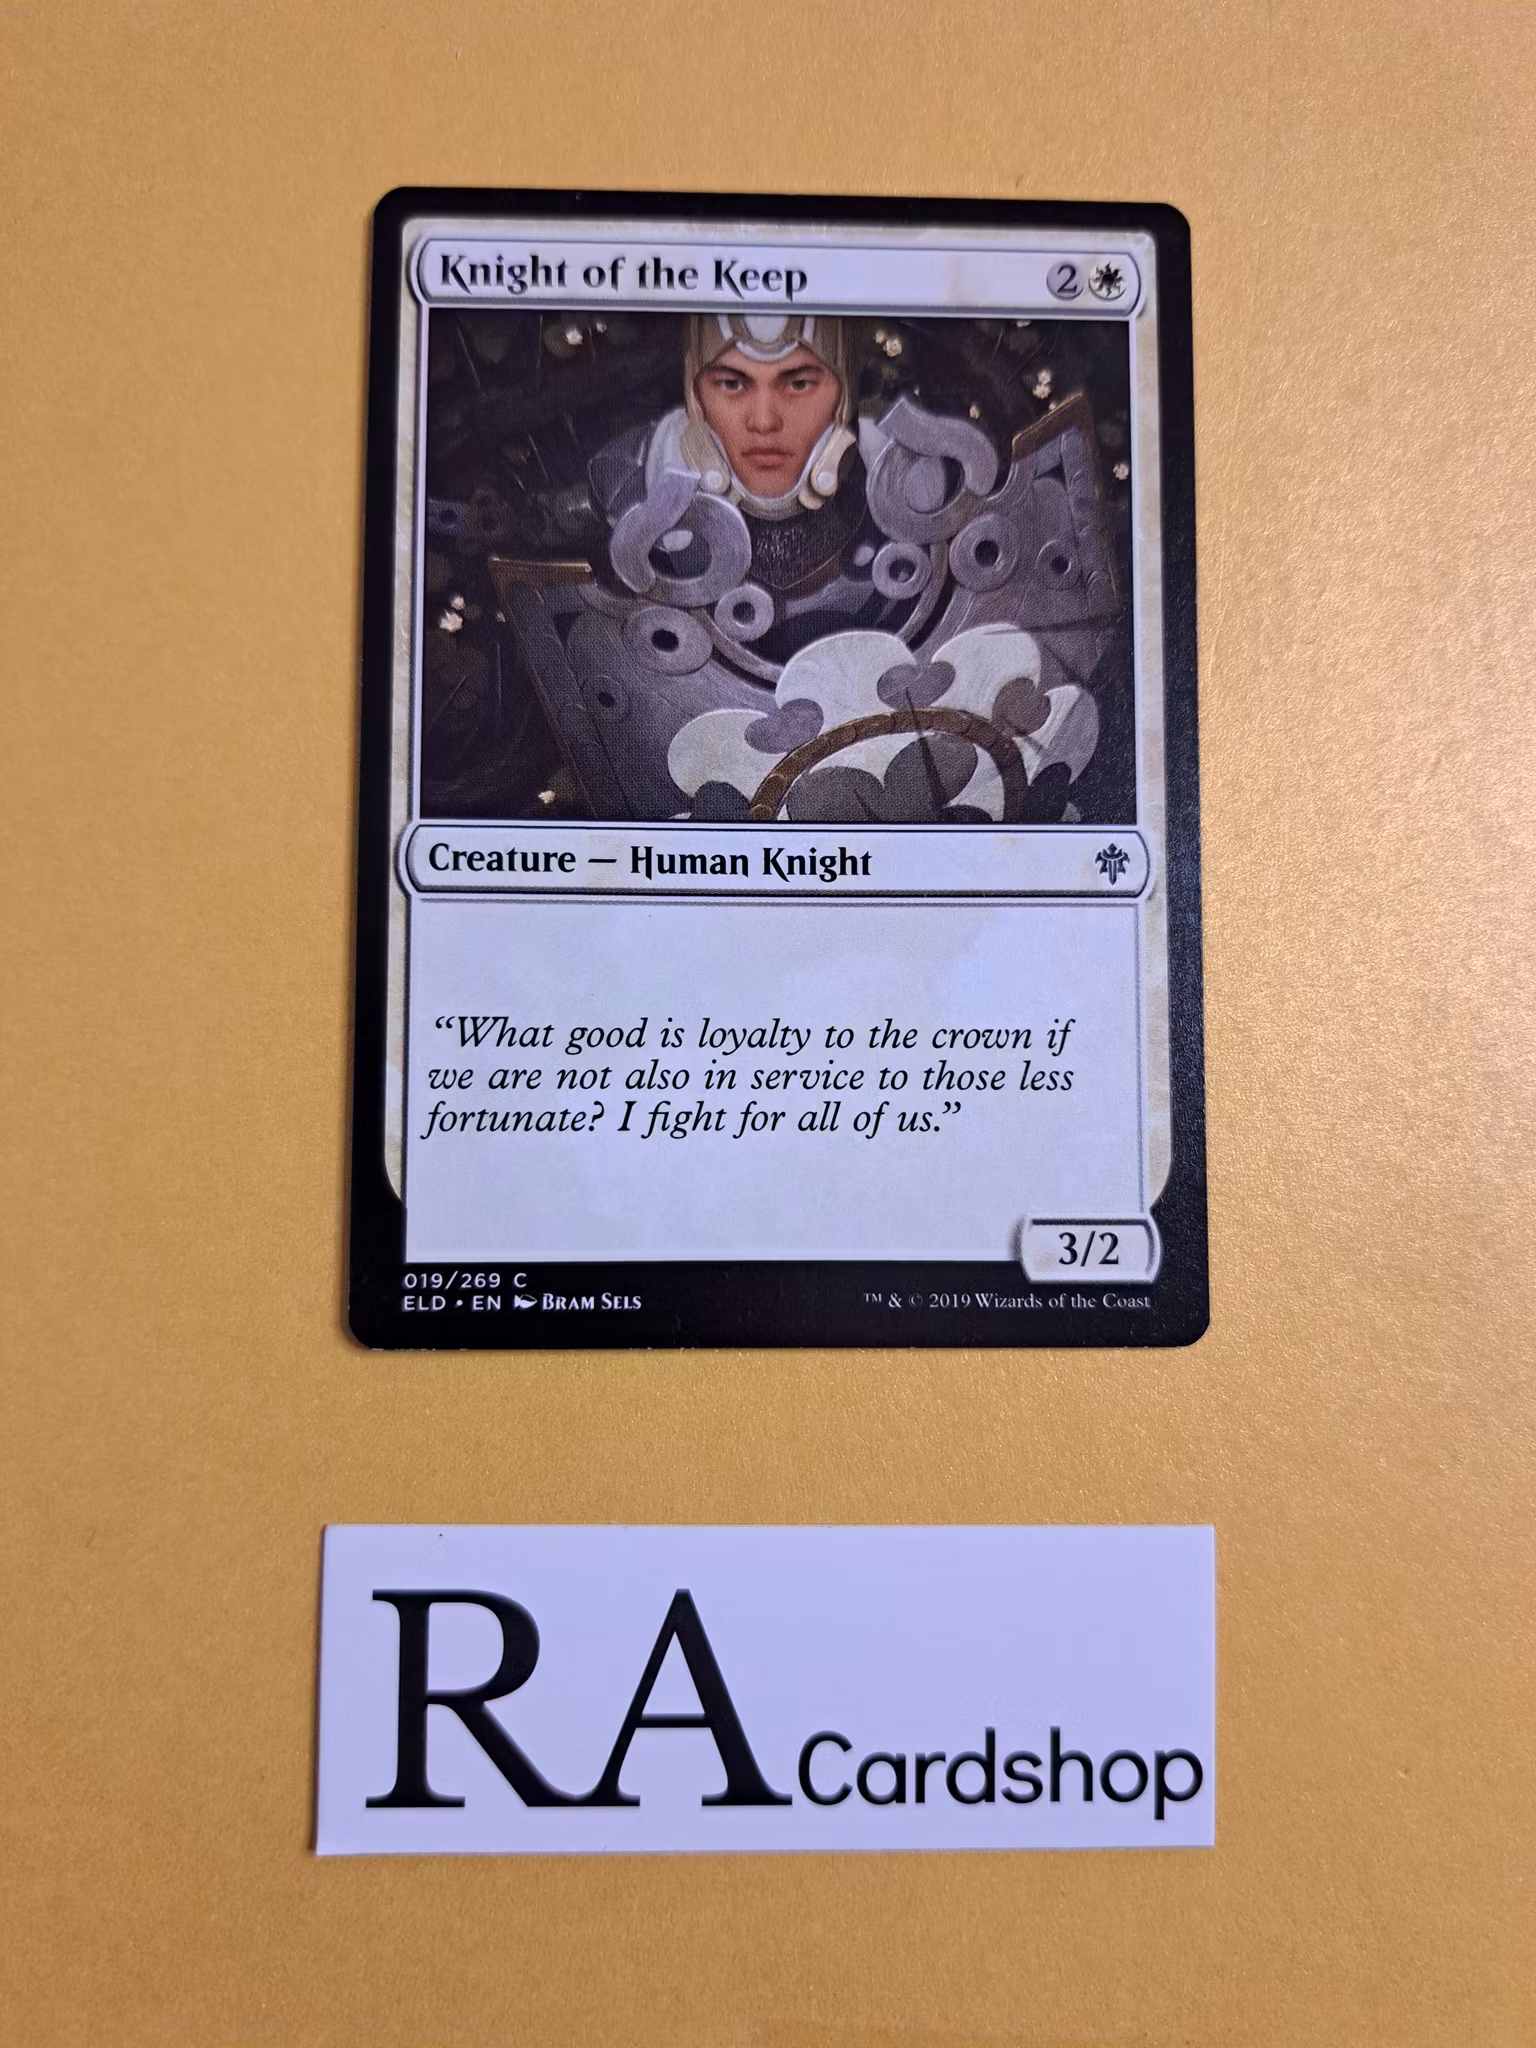 Knight of the Keep 2
Creature — Human Knight
“What good is loyalty to the crown if
we are not also in service to those less
fortunate? I fight for all of us.”
3/2
019/269 C
ELD • EN BRAM SELS ™ & © 2019 Wizards of the Coast
RA Cardshop